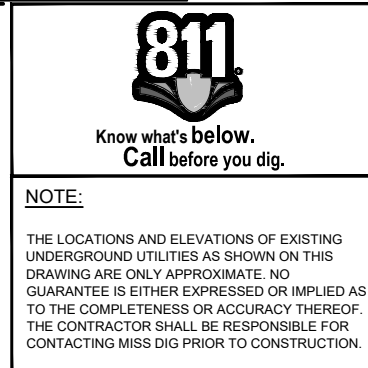 811.
Know what's below.
Call before you dig.
NOTE:
THE LOCATIONS AND ELEVATIONS OF EXISTING
UNDERGROUND UTILITIES AS SHOWN ON THIS
DRAWING ARE ONLY APPROXIMATE. NO
GUARANTEE IS EITHER EXPRESSED OR IMPLIED AS
TO THE COMPLETENESS OR ACCURACY THEREOF.
THE CONTRACTOR SHALL BE RESPONSIBLE FOR
CONTACTING MISS DIG PRIOR TO CONSTRUCTION.